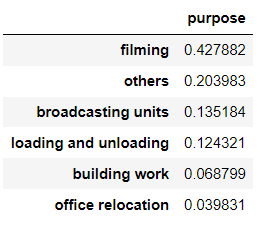 purpose
filming 0.427882
others 0.203983
broadcasting units 0.135184
loading and unloading 0.124321
building work 0.068799
office relocation 0.039831